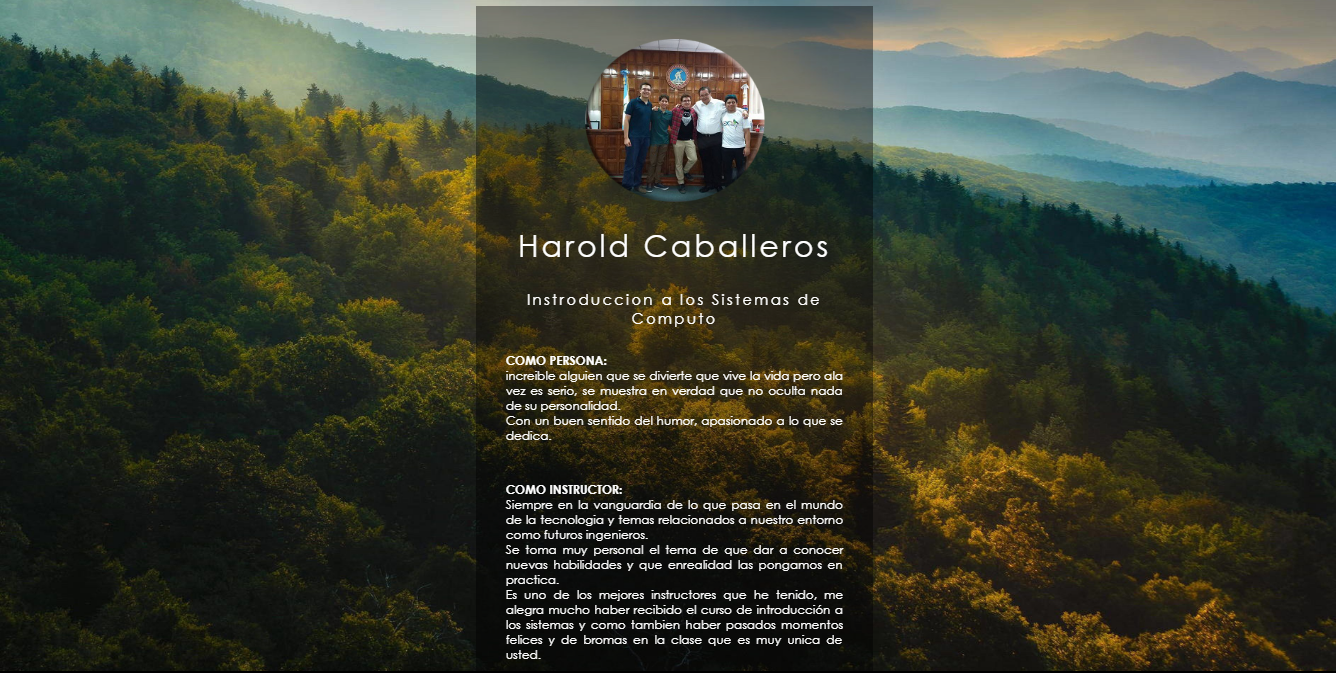 Harold Caballeros
Instroduccion a los Sistemas de
Computo
COMO PERSONA:
increible alguien que se divierte que vive la vida pero ala
vez es serio, se muestra en verdad que no oculta nada
de su personalidad.
Con un buen sentido del humor, apasionado a lo que se
dedica.
COMO INSTRUCTOR:
Siempre en la vanguardia de lo que pasa en el mundo
de la tecnologia y temas relacionados a nuestro entorno
como futuros ingenieros.
Se toma muy personal el tema de que dar a conocer
nuevas habilidades y que enrealidad las pongamos en
practica.
Es uno de los mejores instructores que he tenido, me
alegra mucho haber recibido el curso de introducción a
los sistemas y como tambien haber pasados momentos
felices y de bromas en la clase que es muy unica de
usted.